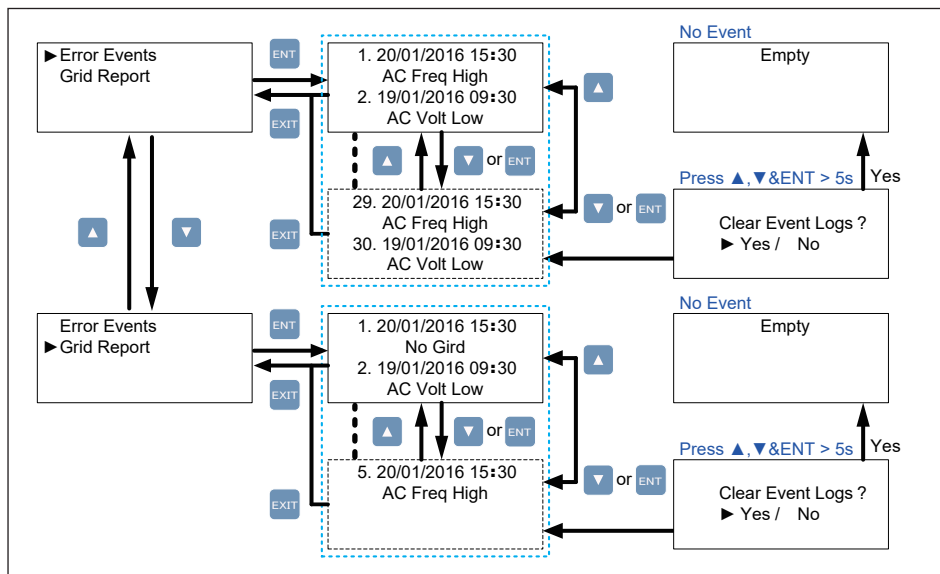 ► Error Events
Grid Report
ENT
EXIT
1. 20/01/2016 15:30
AC Freq High
2. 19/01/2016 09:30
AC Volt Low
▲
▼ or ENT
29. 20/01/2016 15:30
AC Freq High
30. 19/01/2016 09:30
AC Volt Low
EXIT
▲
▼ or ENT
No Event
Empty
Press ▲,▼&ENT > 5s
Yes
Clear Event Logs ?
► Yes / No
▲
▼
Error Events
► Grid Report
ENT
EXIT
1. 20/01/2016 15:30
No Gird
2. 19/01/2016 09:30
AC Volt Low
▲
▼ or ENT
5. 20/01/2016 15:30
AC Freq High
EXIT
▲
▼ or ENT
No Event
Empty
Press ▲,▼&ENT > 5s
Yes
Clear Event Logs ?
► Yes / No